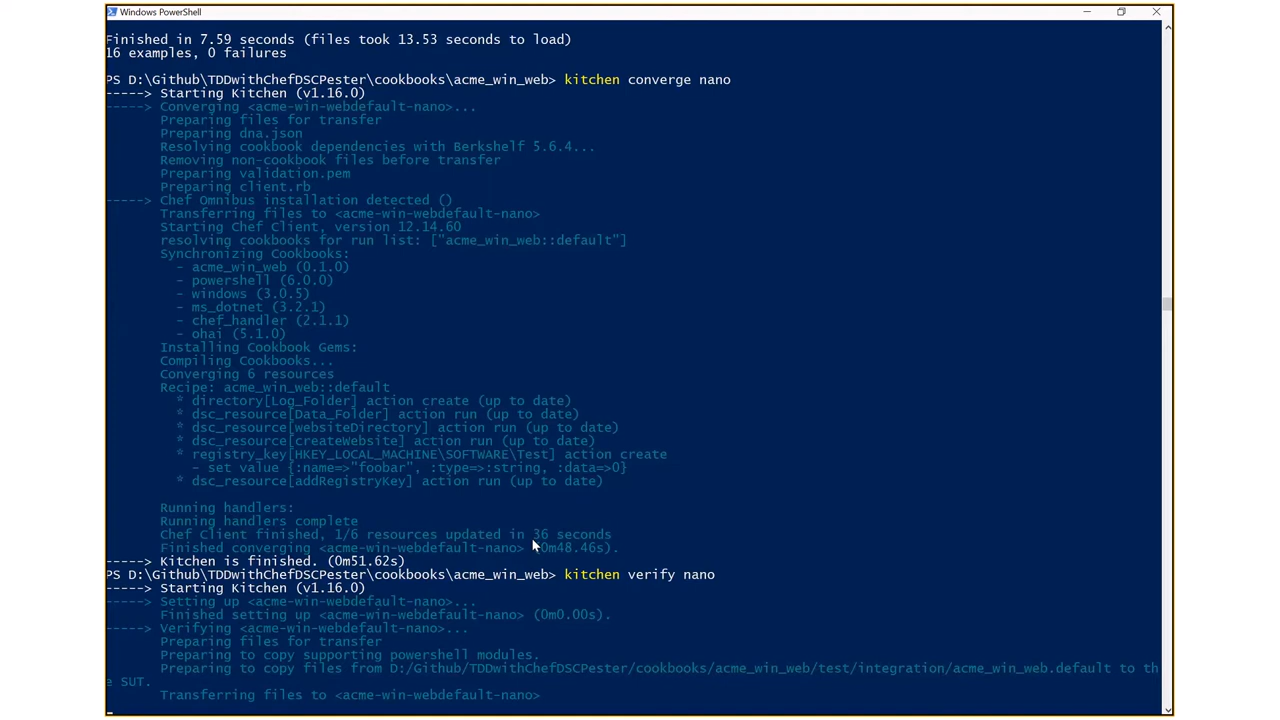 Windows PowerShell
Finished in 7.59 seconds (files took 13.53 seconds to load)
16 examples, 0 failures
PS D:\Github\TDDwithChefDSCPester\cookbooks\acme_win_web> kitchen converge nano
-----> Starting Kitchen (v1.16.0)
-----> Converging <acme-win-webdefault-nano>...
Preparing files for transfer
Preparing dna.json
Resolving cookbook dependencies with Berkshelf 5.6.4...
Removing non-cookbook files before transfer
Preparing validation.pem
Preparing client.rb
-----> Chef Omnibus installation detected ()
Transferring files to <acme-win-webdefault-nano>
Starting Chef Client, version 12.14.60
resolving cookbooks for run list: ["acme_win_web::default"]
Synchronizing Cookbooks:
- acme_win_web (0.1.0)
- powershell (6.0.0)
- windows (3.0.5)
- ms_dotnet (3.2.1)
- chef_handler (2.1.1)
- ohai (5.1.0)
Installing Cookbook Gems:
Compiling Cookbooks...
Converging 6 resources
Recipe: acme_win_web::default
* directory[Log_Folder] action create (up to date)
* dsc_resource[Data_Folder] action run (up to date)
* dsc_resource[websiteDirectory] action run (up to date)
* dsc_resource[createWebsite] action run (up to date)
* registry_key[HKEY_LOCAL_MACHINE\SOFTWARE\Test] action create
- set value {:name=>"foobar", :type=>:string, :data=>0}
* dsc_resource[addRegistryKey] action run (up to date)
Running handlers:
Running handlers complete
Chef Client finished, 1/6 resources updated in 36 seconds
Finished converging <acme-win-webdefault-nano> (0m48.46s).
-----> Kitchen is finished. (0m51.62s)
PS D:\Github\TDDwithChefDSCPester\cookbooks\acme_win_web> kitchen verify nano
-----> Starting Kitchen (v1.16.0)
-----> Setting up <acme-win-webdefault-nano>...
Finished setting up <acme-win-webdefault-nano> (0m0.00s).
-----> Verifying <acme-win-webdefault-nano>...
Preparing files for transfer
Preparing to copy supporting powershell modules.
Preparing to copy files from D:/Github/TDDwithChefDSCPester/cookbooks/acme_win_web/test/integration/acme_win_web.default to th
e SUT.
Transferring files to <acme-win-webdefault-nano>